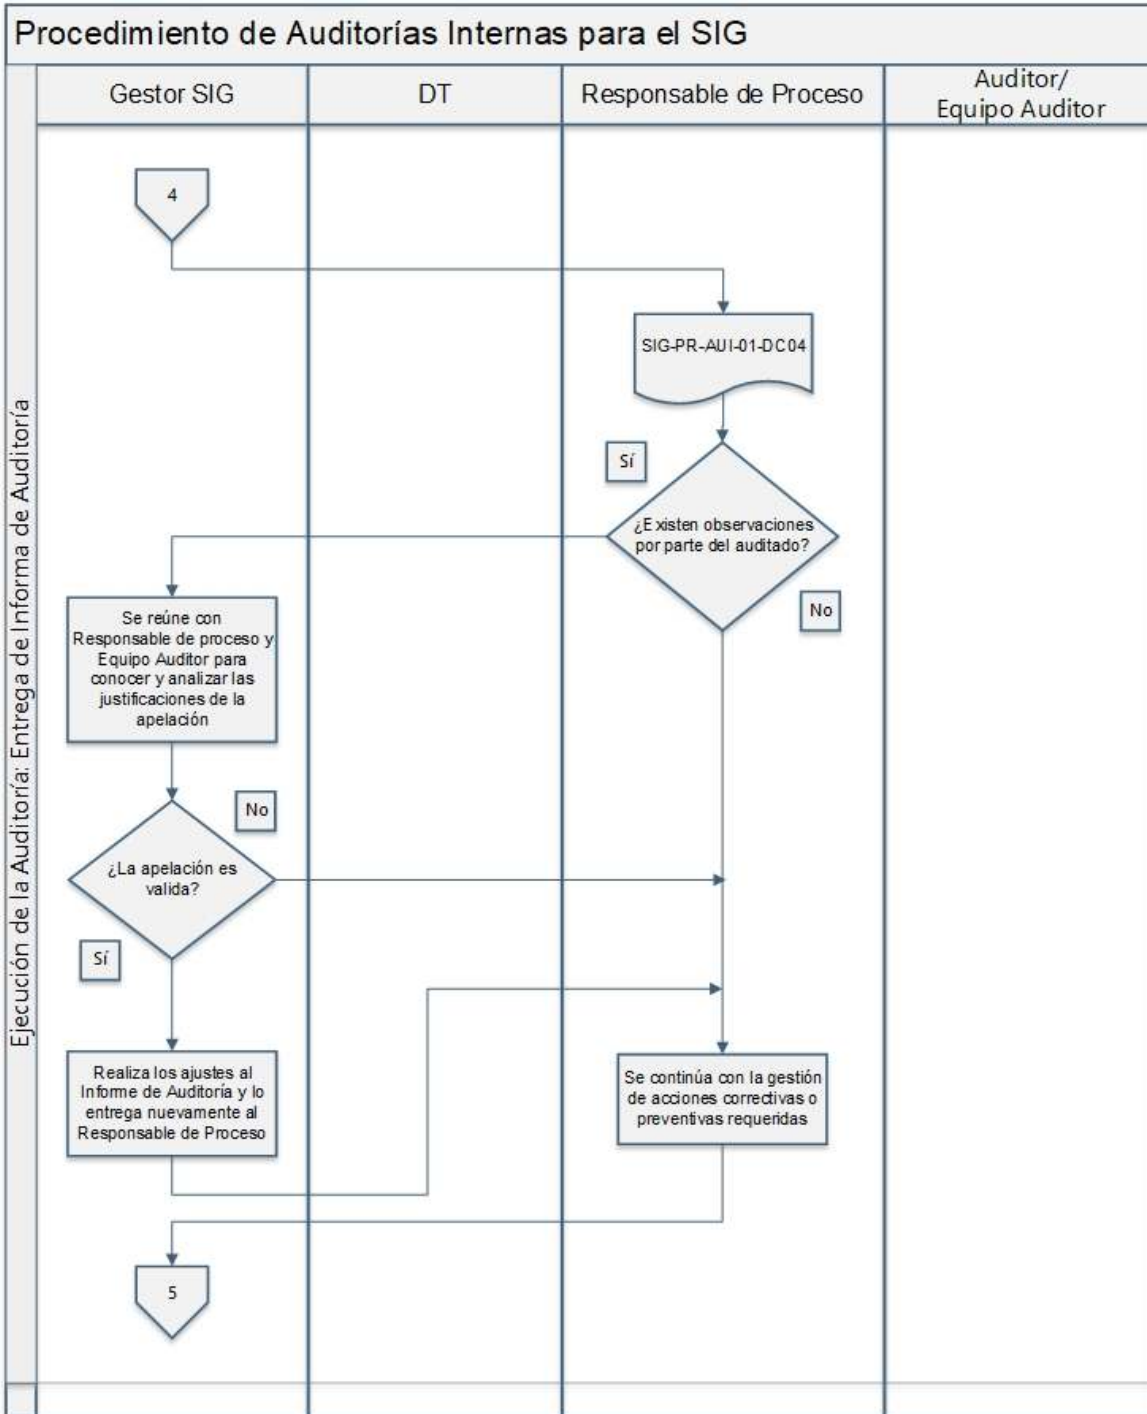 Procedimiento de Auditorías Internas para el SIG
Gestor SIG
DT
Responsable de Proceso
Auditor/
Equipo Auditor
Ejecución de la Auditoría: Entrega de Informa de Auditoría
4
SIG-PR-AUI-01-DC04
Sí
¿Existen observaciones
por parte del auditado?
No
Se reúne con
Responsable de proceso y
Equipo Auditor para
conocer y analizar las
justificaciones de la
apelación
No
¿La apelación es
valida?
Sí
Realiza los ajustes al
Informe de Auditoría y lo
entrega nuevamente al
Responsable de Proceso
Se continúa con la gestión
de acciones correctivas o
preventivas requeridas
5